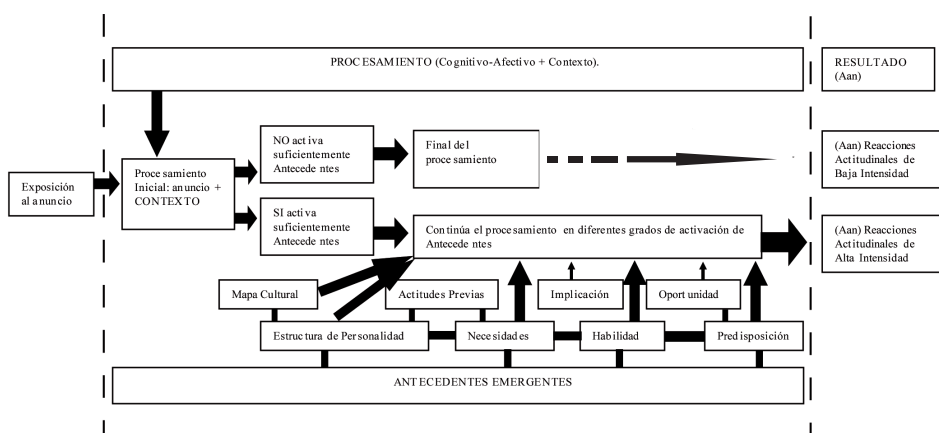 PROCESAMIENTO (Cognitivo-Afectivo + Contexto).
RESULTADO
(Aan)
NO activa
suficientemente
Antecedentes
Final del
procesamiento
(Aan) Reacciones
Actitudinales de
Baja Intensidad
Exposición
al anuncio
Procesamiento
Inicial: anuncio +
CONTEXTO
SI activa
suficientemente
Antecedentes
Continúa el procesamiento en diferentes grados de activación de
Antecedentes
(Aan) Reacciones
Actitudinales de
Alta Intensidad
Mapa Cultural
Actitudes Previas
Implicación
Oportunidad
Estructura de Personalidad
Necesidades
Habilidad
Predisposición
ANTECEDENTES EMERGENTES